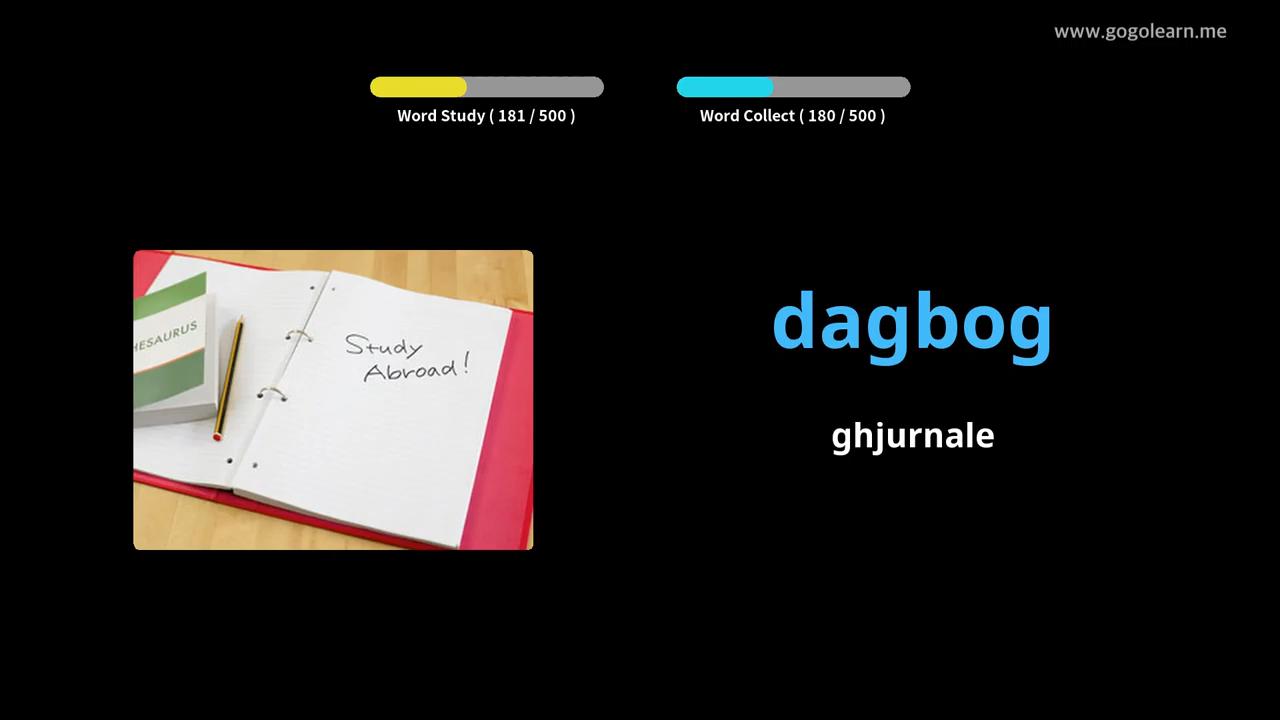 www.gogolearn.me
Word Study ( 181 / 500 )
Word Collect ( 180 / 500 )
HESAURUS
Study
Abroad!
dagbog
ghjurnale